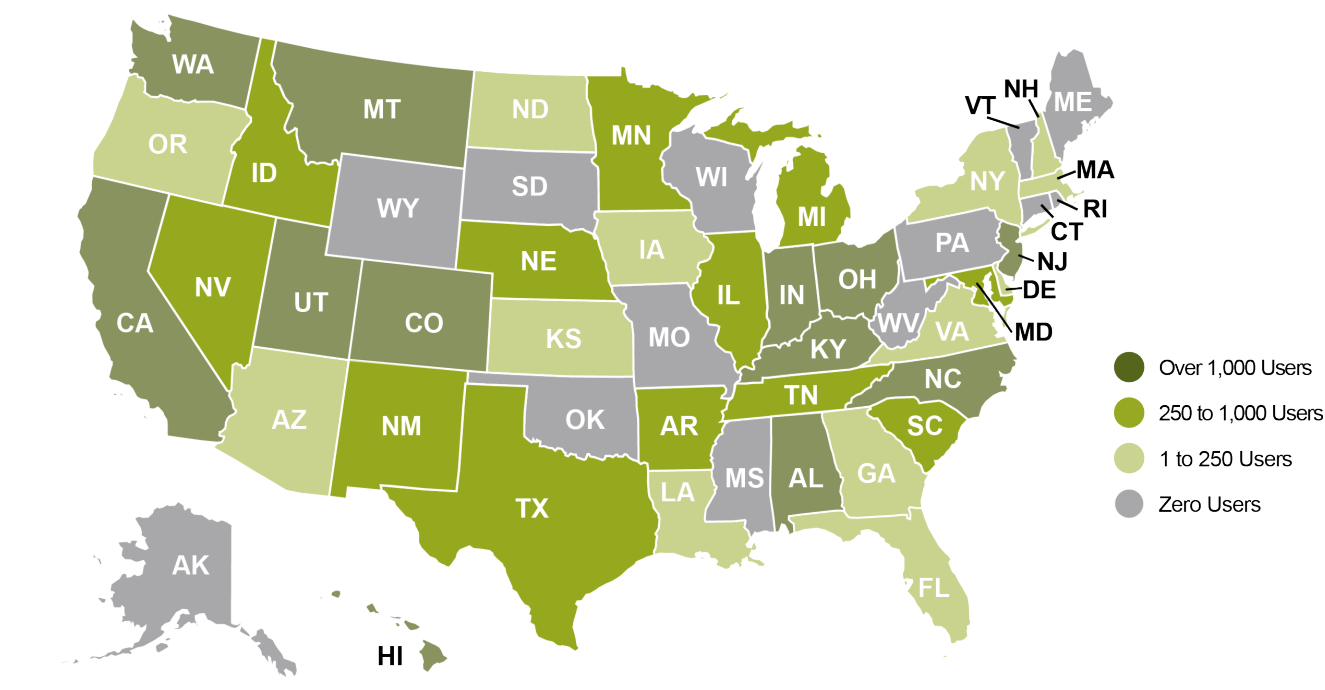 WA
MT
ND
MN
OR
ID
WY
SD
WI
MI
VT
NH
ME
NY
MA
RI
CT
NJ
DE
MD
PA
NV
UT
CO
CA
NE
IA
IL
IN
OH
KS
MO
KY
WV
VA
AZ
NM
OK
AR
TN
NC
SC
TX
LA
MS
AL
GA
FL
AK
HI
Over 1,000 Users
250 to 1,000 Users
1 to 250 Users
Zero Users